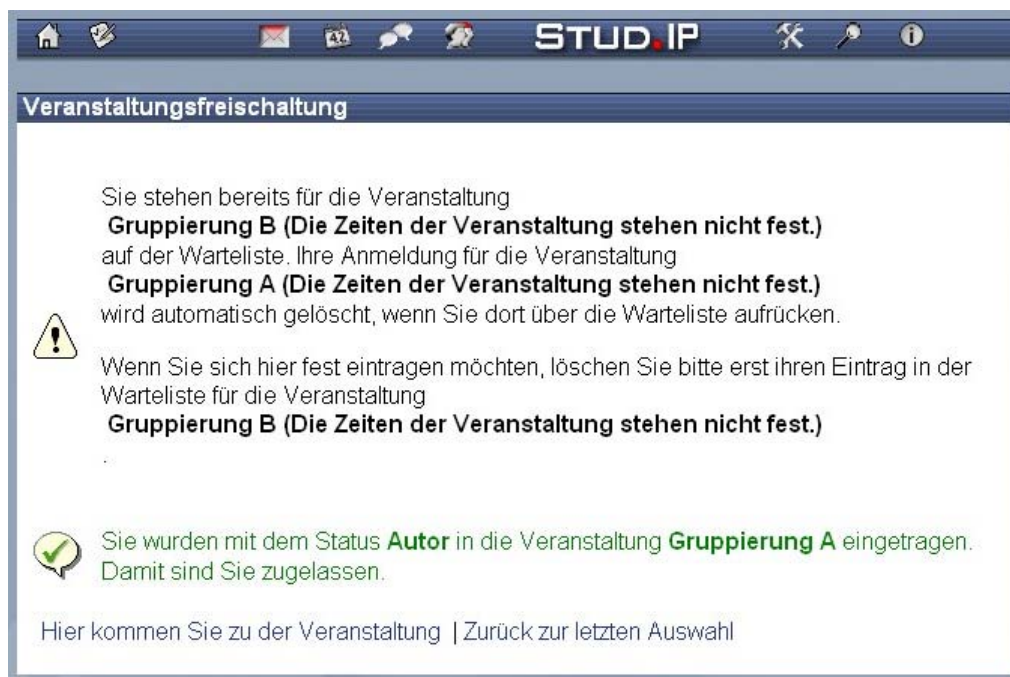 42
STUD.IP
Veranstaltungsfreischaltung
Sie stehen bereits für die Veranstaltung
Gruppierung B (Die Zeiten der Veranstaltung stehen nicht fest.)
auf der Warteliste. Ihre Anmeldung für die Veranstaltung
Gruppierung A (Die Zeiten der Veranstaltung stehen nicht fest.)
wird automatisch gelöscht, wenn Sie dort über die Warteliste aufrücken.
Wenn Sie sich hier fest eintragen möchten, löschen Sie bitte erst ihren Eintrag in der
Warteliste für die Veranstaltung
Gruppierung B (Die Zeiten der Veranstaltung stehen nicht fest.)
.
Sie wurden mit dem Status Autor in die Veranstaltung Gruppierung A eingetragen.
Damit sind Sie zugelassen.
Hier kommen Sie zu der Veranstaltung | Zurück zur letzten Auswahl